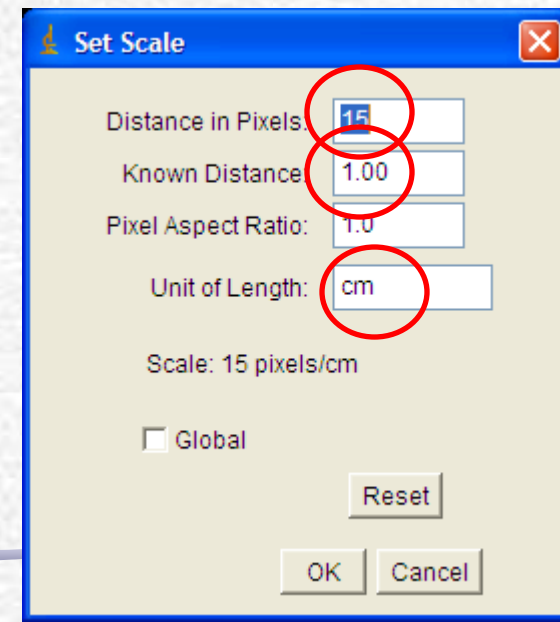 Set Scale
Distance in Pixels: 15
Known Distance: 1.00
Pixel Aspect Ratio: 1.0
Unit of Length: cm
Scale: 15 pixels/cm
Global
Reset
OK Cancel